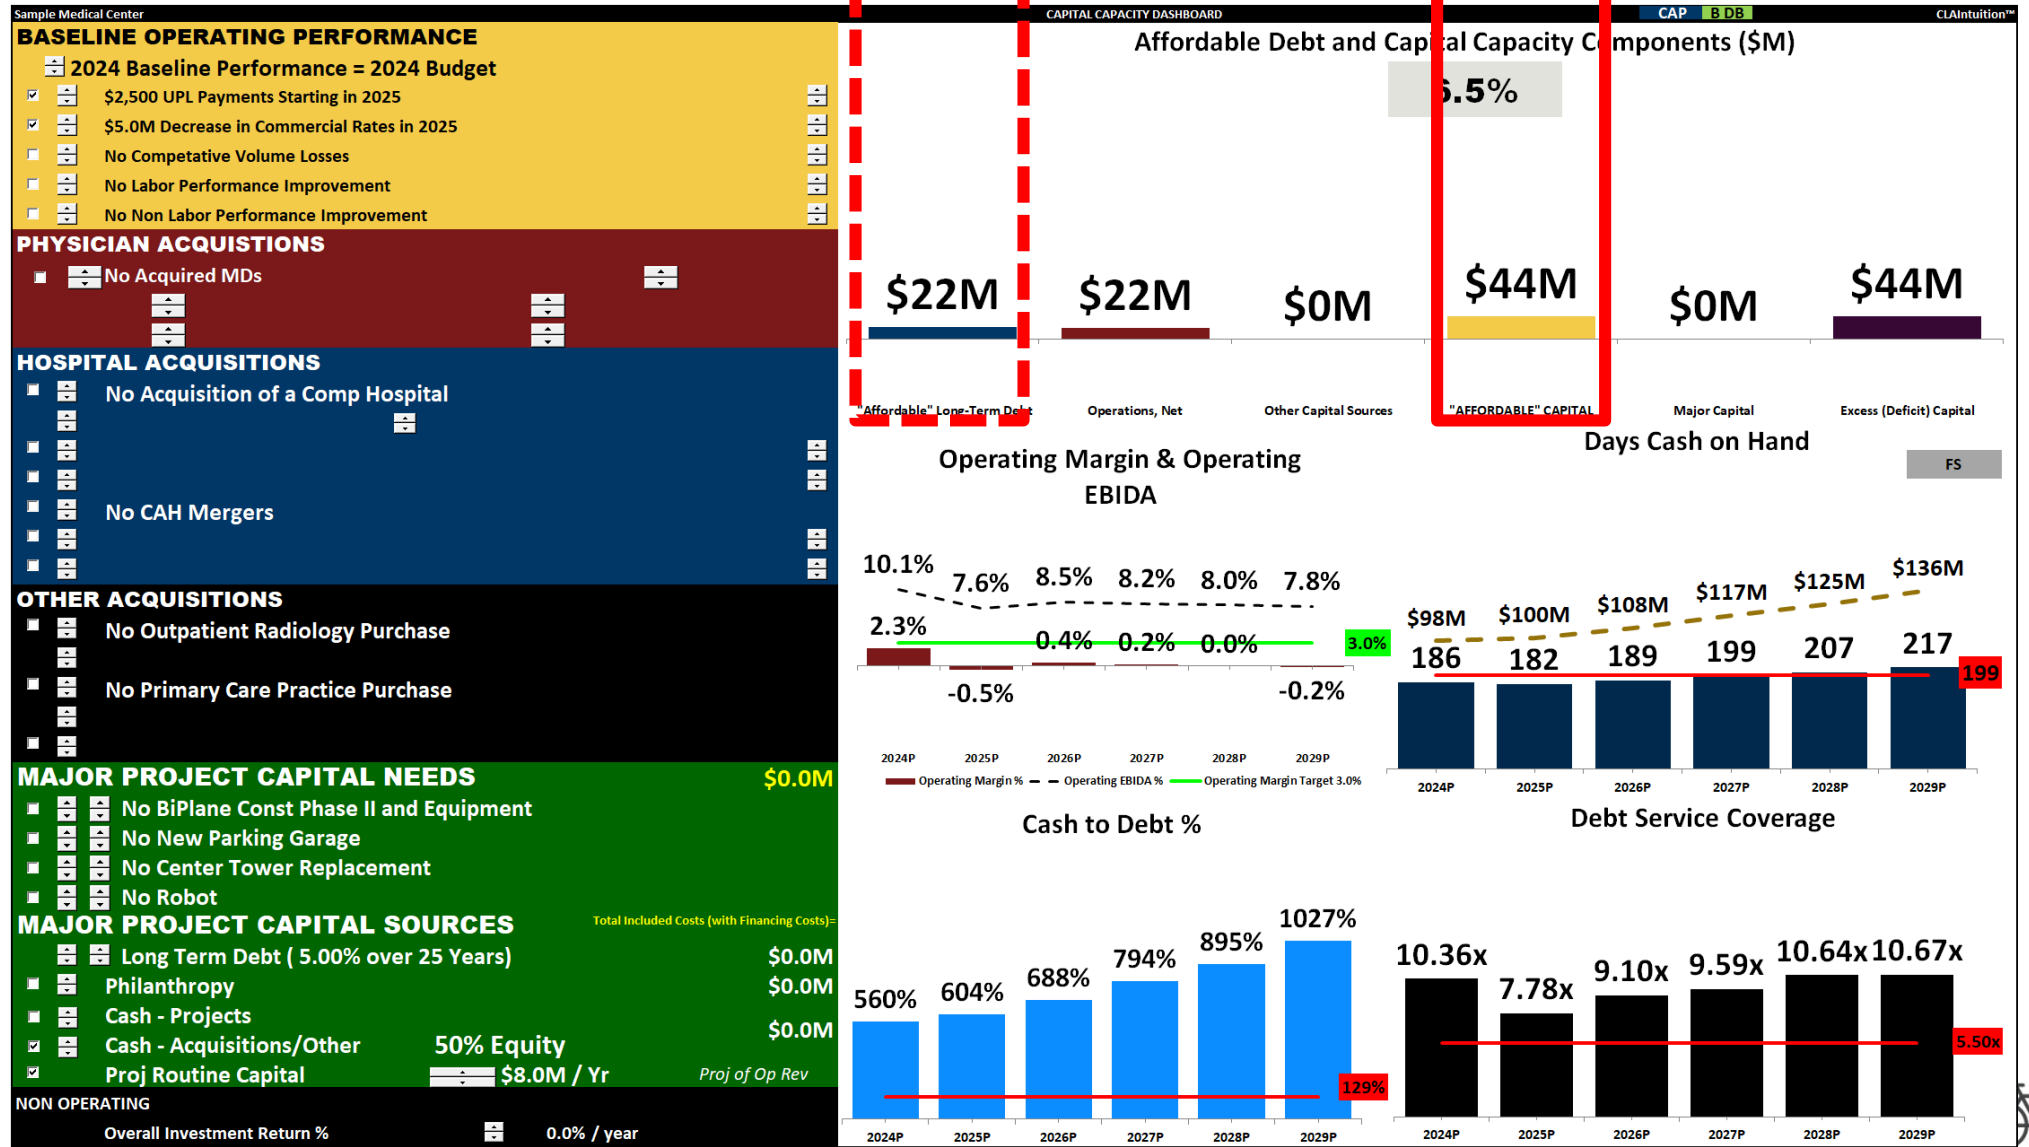 Sample Medical Center
CAPITAL CAPACITY DASHBOARD
CAP
B DB
CLAIntuition™
BASELINE OPERATING PERFORMANCE
2024 Baseline Performance = 2024 Budget
$2,500 UPL Payments Starting in 2025
$5.0M Decrease in Commercial Rates in 2025
No Competative Volume Losses
No Labor Performance Improvement
No Non Labor Performance Improvement
PHYSICIAN ACQUISTIONS
No Acquired MDs
HOSPITAL ACQUISITIONS
No Acquisition of a Comp Hospital
No CAH Mergers
OTHER ACQUISITIONS
No Outpatient Radiology Purchase
No Primary Care Practice Purchase
MAJOR PROJECT CAPITAL NEEDS $0.0M
No BiPlane Const Phase II and Equipment
No New Parking Garage
No Center Tower Replacement
No Robot
MAJOR PROJECT CAPITAL SOURCES Total Included Costs (with Financing Costs)=
Long Term Debt ( 5.00% over 25 Years) $0.0M
Philanthropy $0.0M
Cash - Projects
$0.0M
Cash - Acquisitions/Other 50% Equity
Proj Routine Capital $8.0M / Yr Proj of Op Rev
NON OPERATING
Overall Investment Return % 0.0% / year
Affordable Debt and Capital Capacity Components ($M)
6.5%
$22M $22M $0M $44M $0M $44M
"Affordable" Long-Term Debt Operations, Net Other Capital Sources "AFFORDABLE" CAPITAL Major Capital Excess (Deficit) Capital
Operating Margin & Operating
EBIDA
10.1% 7.6% 8.5% 8.2% 8.0% 7.8%
2.3% 0.4% 0.2% 0.0% 3.0%
-0.5% -0.2%
2024P 2025P 2026P 2027P 2028P 2029P
Operating Margin % Operating EBIDA % Operating Margin Target 3.0%
Days Cash on Hand
FS
$98M $100M $108M $117M $125M $136M
186 182 189 199 207 217
199
2024P 2025P 2026P 2027P 2028P 2029P
Cash to Debt %
560% 604% 688% 794% 895% 1027%
129%
2024P 2025P 2026P 2027P 2028P 2029P
Debt Service Coverage
10.36x 7.78x 9.10x 9.59x 10.64x 10.67x
5.50x
2024P 2025P 2026P 2027P 2028P 2029P